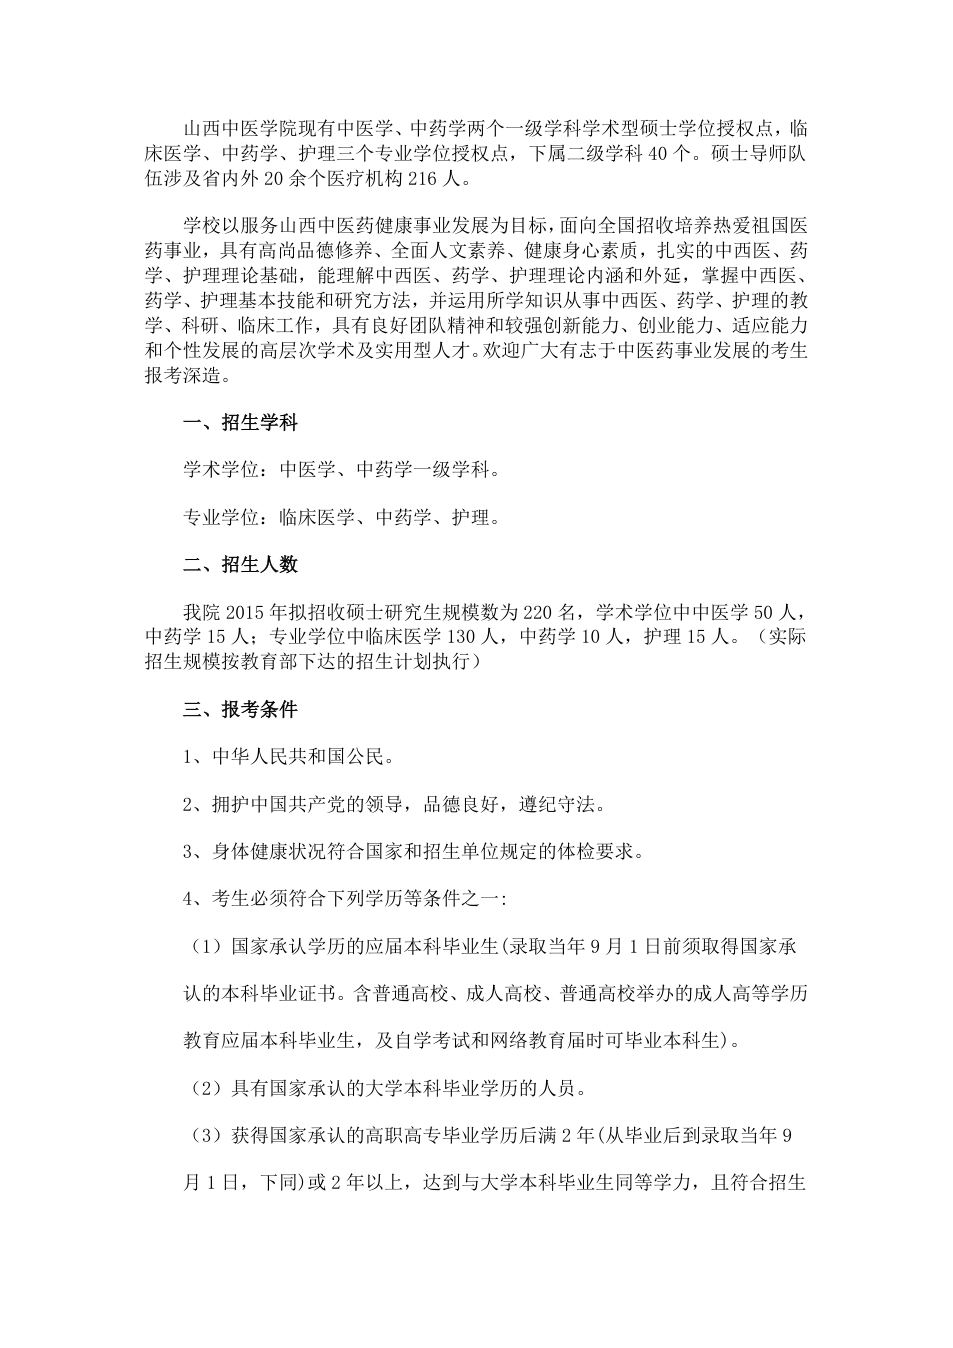 山西中医学院现有中医学、中药学两个一级学科学术型硕士学位授权点，临
床医学、中药学、护理三个专业学位授权点，下属二级学科 40 个。硕士导师队
伍涉及省内外 20 余个医疗机构 216 人。
学校以服务山西中医药健康事业发展为目标，面向全国招收培养热爱祖国医
药事业，具有高尚品德修养、全面人文素养、健康身心素质，扎实的中西医、药
学、护理理论基础，能理解中西医、药学、护理理论内涵和外延，掌握中西医、
药学、护理基本技能和研究方法，并运用所学知识从事中西医、药学、护理的教
学、科研、临床工作，具有良好团队精神和较强创新能力、创业能力、适应能力
和个性发展的高层次学术及实用型人才。欢迎广大有志于中医药事业发展的考生
报考深造。
一、招生学科
学术学位：中医学、中药学一级学科。
专业学位：临床医学、中药学、护理。
二、招生人数
我院 2015 年拟招收硕士研究生规模数为 220 名，学术学位中中医学 50 人，
中药学 15 人；专业学位中临床医学 130 人，中药学 10 人，护理 15 人。（实际
招生规模按教育部下达的招生计划执行）
三、报考条件
1、中华人民共和国公民。
2、拥护中国共产党的领导，品德良好，遵纪守法。
3、身体健康状况符合国家和招生单位规定的体检要求。
4、考生必须符合下列学历等条件之一:
（1）国家承认学历的应届本科毕业生(录取当年 9 月 1 日前须取得国家承
认的本科毕业证书。含普通高校、成人高校、普通高校举办的成人高等学历
教育应届本科毕业生，及自学考试和网络教育届时可毕业本科生)。
（2）具有国家承认的大学本科毕业学历的人员。
（3）获得国家承认的高职高专毕业学历后满 2 年(从毕业后到录取当年 9
月 1 日，下同)或 2 年以上，达到与大学本科毕业生同等学力，且符合招生